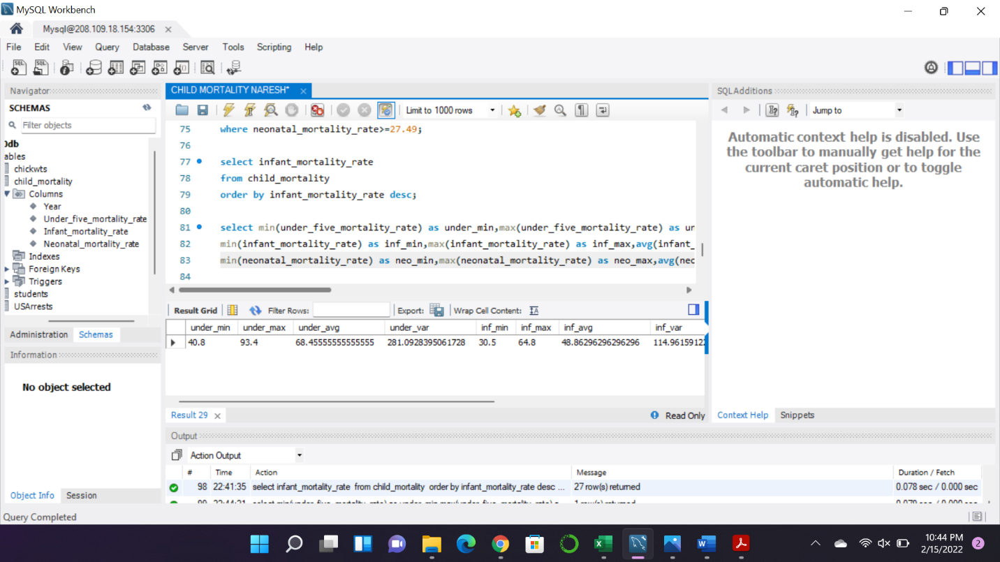 MySQL Workbench
Mysql@208.109.18.154:3306
File Edit View Query Database Server Tools Scripting Help
Navigator
SCHEMAS
Filter objects
Ddb
ables
chickwts
child_mortality
Columns
Year
Under_five_mortality_rate
Infant_mortality_rate
Neonatal_mortality_rate
Indexes
Foreign Keys
Triggers
students
USArrests
Administration Schemas
Information
No object selected
Object Info Session
CHILD MORTALITY NARESH*
Limit to 1000 rows
75 where neonatal_mortality_rate>=27.49;
76
77 select infant_mortality_rate
78 from child_mortality
79 order by infant_mortality_rate desc;
80
81 select min(under_five_mortality_rate) as under_min,max(under_five_mortality_rate) as un
82 min(infant_mortality_rate) as inf_min,max(infant_mortality_rate) as inf_max,avg(infant_
83 min(neonatal_mortality_rate) as neo_min,max(neonatal_mortality_rate) as neo_max,avg(neo
84
Result Grid Filter Rows: Export: Wrap Cell Content:
under_min under_max under_avg under_var inf_min inf_max inf_avg inf_var
40.8 93.4 68.45555555555555 281.0928395061728 30.5 64.8 48.86296296296296 114.9615912
Result 29 Read Only
SQLAdditions
Jump to
Automatic context help is disabled. Use
the toolbar to manually get help for the
current caret position or to toggle
automatic help.
Context Help Snippets
Output
Action Output
# Time Action Message Duration / Fetch
98 22:41:35 select infant_mortality_rate from child_mortality order by infant_mortality_rate desc ... 27 row(s) returned 0.078 sec / 0.000 sec
Query Completed
10:44 PM
2/15/2022
2